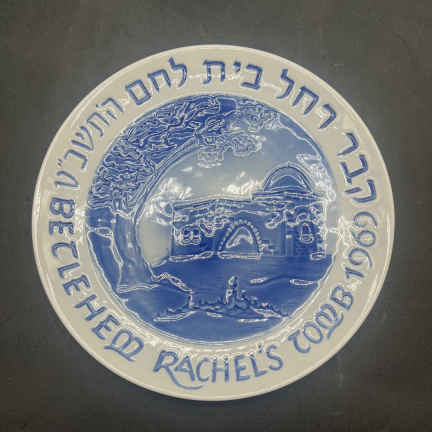 קבר רחל בית לחם התשכ"ט
BETHLEHEM RACHEL'S TOMB 1969